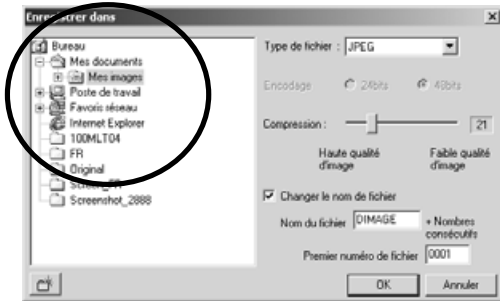 Enregistrer dans
Bureau
Mes documents
Mes images
Poste de travail
Favoris réseau
Internet Explorer
100MLT04
FR
Original
Screen_FR
Screenshot_2888
Type de fichier : JPEG
Encodage 24bits 48bits
Compression : 21
Haute qualité d'image
Faible qualité d'image
Changer le nom de fichier
Nom du fichier DIMAGE + Nombres consécutifs
Premier numéro de fichier 0001
OK Annuler